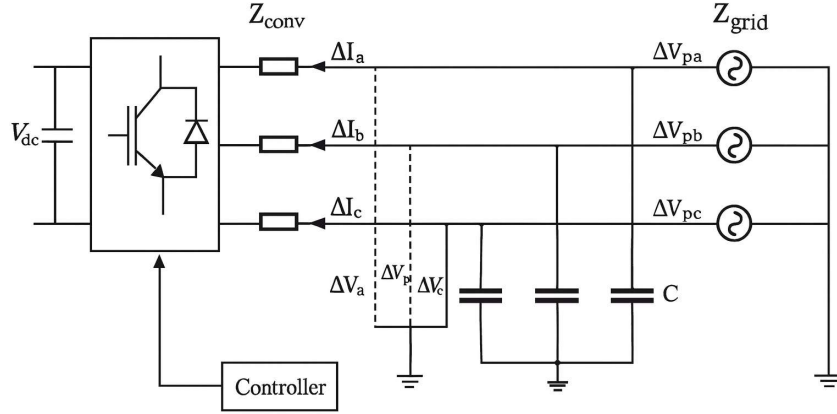 Z_conv Z_grid
ΔI_a ΔV_pa
V_dc ΔI_b ΔV_pb
ΔI_c ΔV_pc
ΔV_a ΔV_p ΔV_c C
Controller